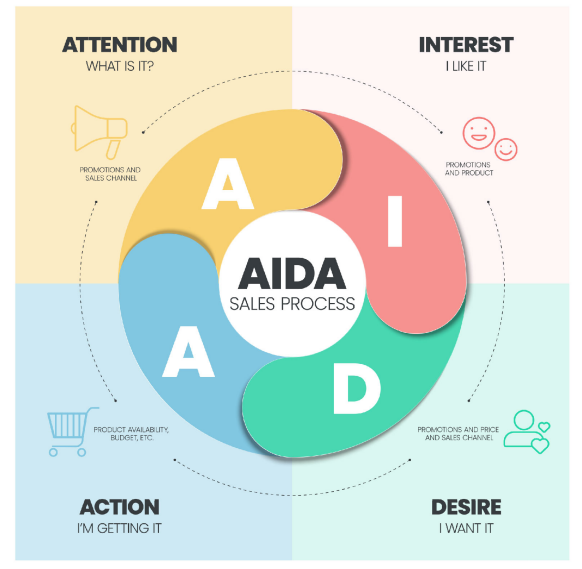 ATTENTION
WHAT IS IT?
INTEREST
I LIKE IT
PROMOTIONS AND
SALES CHANNEL
PROMOTIONS
AND PRODUCT
A
I
AIDA
SALES PROCESS
A
D
PRODUCT AVAILABILITY,
BUDGET, ETC.
PROMOTIONS AND PRICE
AND SALES CHANNEL
ACTION
I'M GETTING IT
DESIRE
I WANT IT